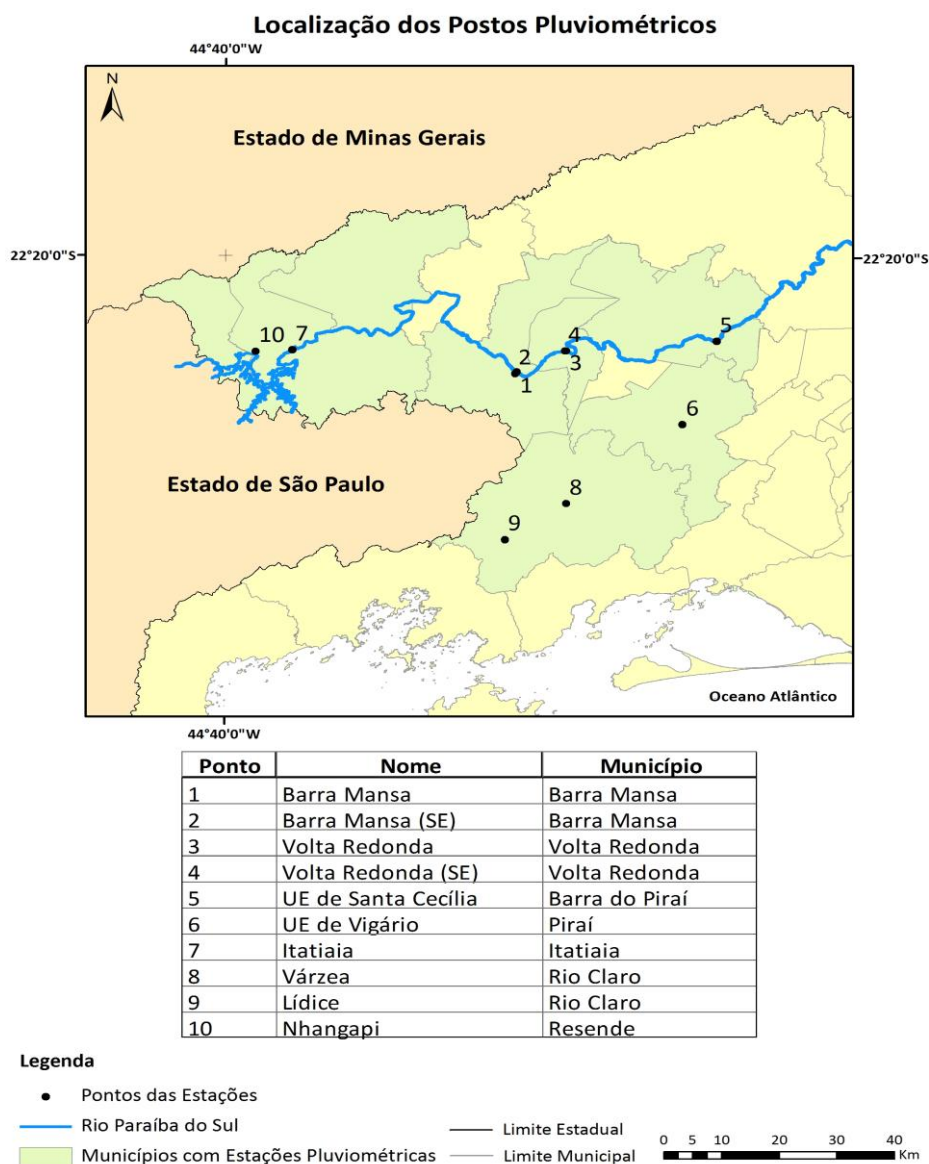 Localização dos Postos Pluviométricos
44°40'0"W
N
Estado de Minas Gerais
22°20'0"S
22°20'0"S
10
7
4
5
2
3
1
6
Estado de São Paulo
8
9
Oceano Atlântico
44°40'0"W
Ponto Nome Município
1 Barra Mansa Barra Mansa
2 Barra Mansa (SE) Barra Mansa
3 Volta Redonda Volta Redonda
4 Volta Redonda (SE) Volta Redonda
5 UE de Santa Cecília Barra do Piraí
6 UE de Vigário Piraí
7 Itatiaia Itatiaia
8 Várzea Rio Claro
9 Lídice Rio Claro
10 Nhangapi Resende
Legenda
Pontos das Estações
Rio Paraíba do Sul
Limite Estadual
Municípios com Estações Pluviométricas
Limite Municipal
0 5 10 20 30 40
Km